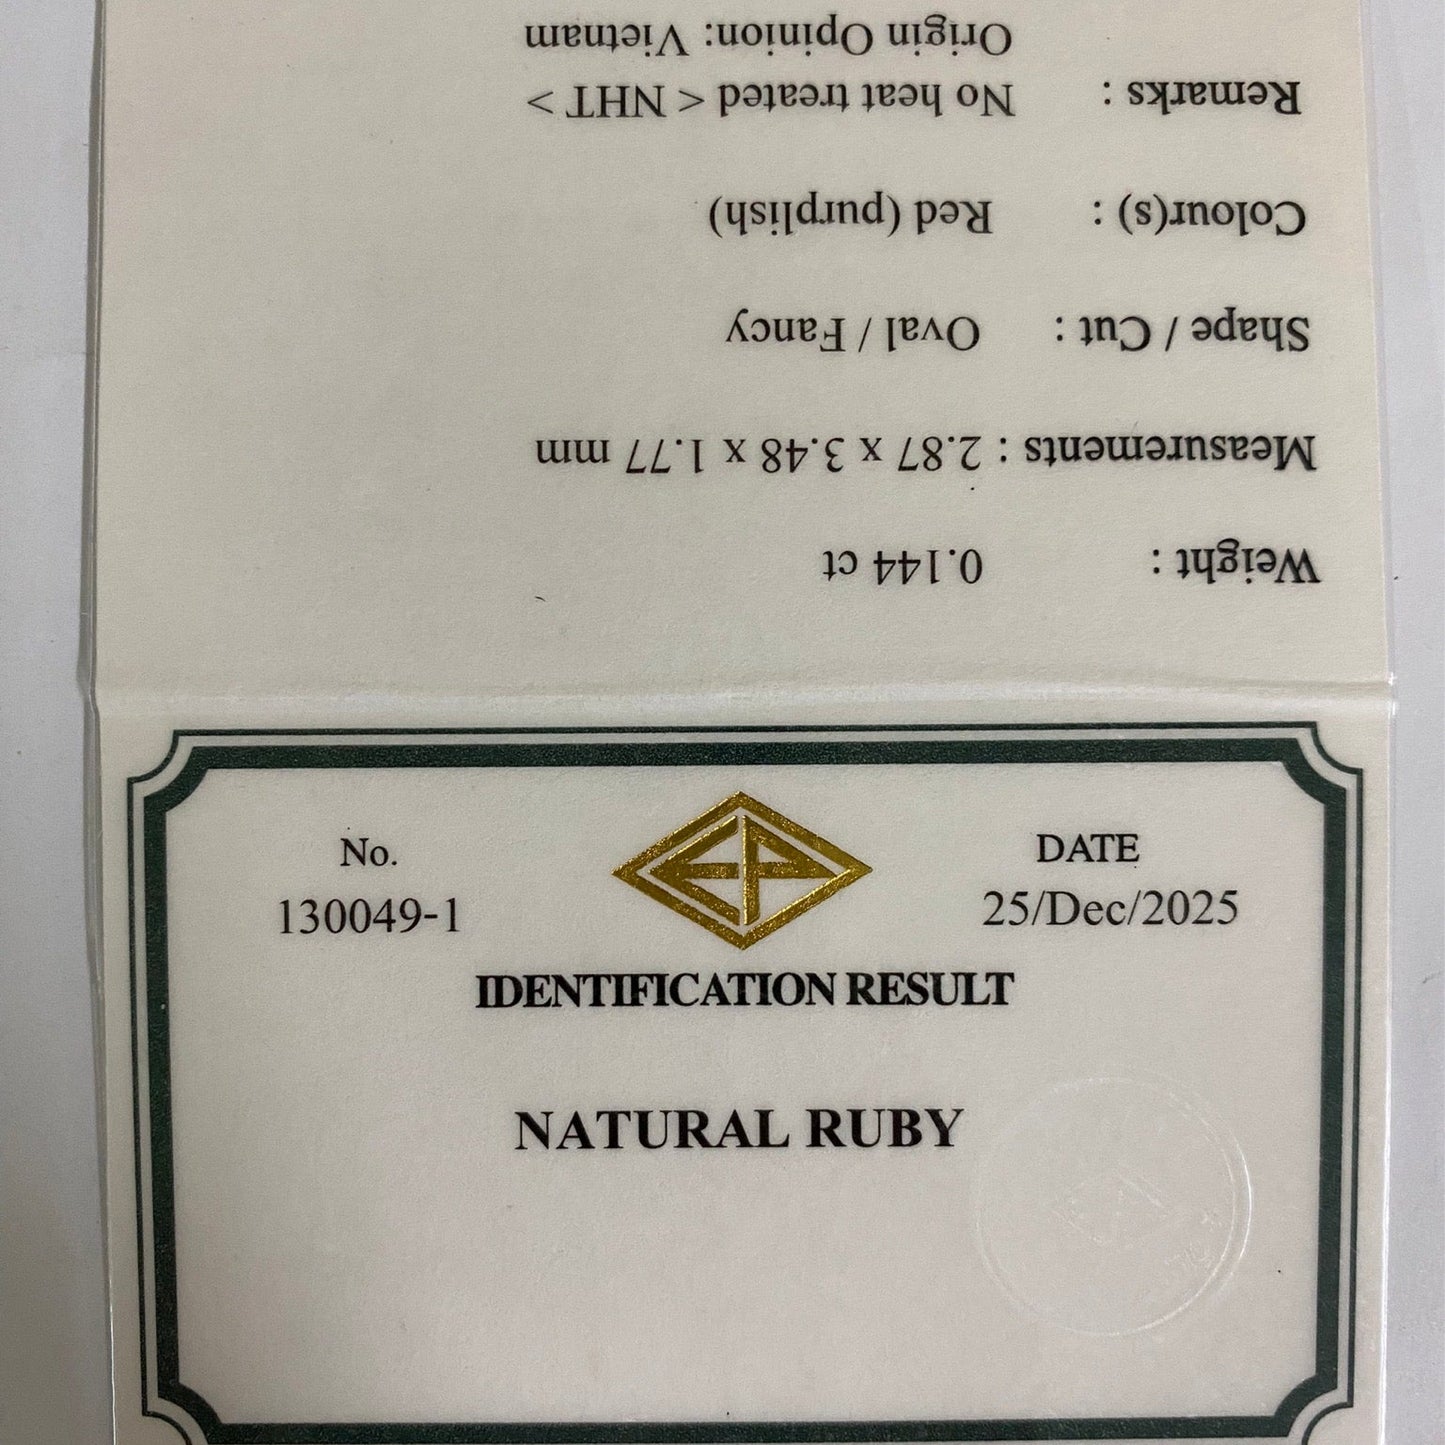 No.
130049-1
DATE
25/Dec/2025
IDENTIFICATION RESULT
NATURAL RUBY
Weight : 0.144 ct
Measurements : 2.87 x 3.48 x 1.77 mm
Shape / Cut : Oval / Fancy
Colour(s) : Red (purplish)
Remarks : No heat treated < NHT >
Origin Opinion: Vietnam